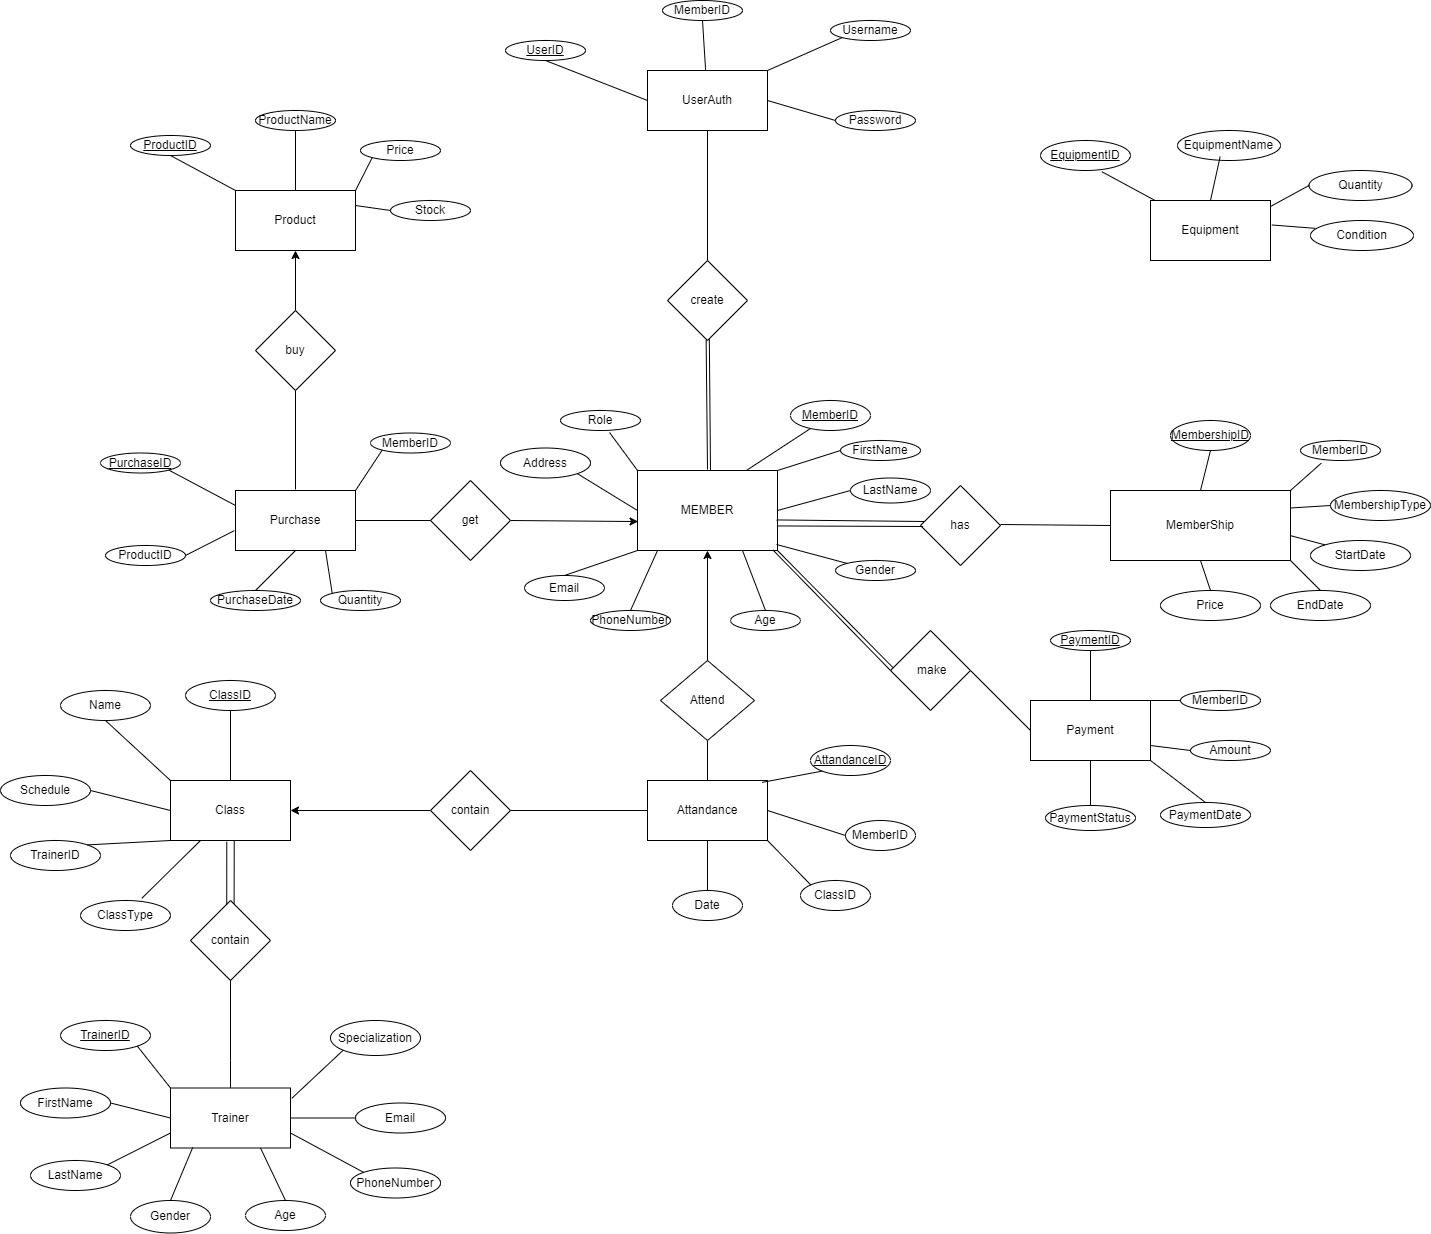 MemberID
Username
UserID
UserAuth
Password
ProductName
ProductID
Price
Stock
Product
EquipmentName
EquipmentID
Quantity
Equipment
Condition
create
buy
Role
MemberID
FirstName
Address
LastName
MEMBER
Gender
Email
PhoneNumber
Age
MemberID
PurchaseID
Purchase
ProductID
PurchaseDate
Quantity
get
has
MembershipID
MemberID
MembershipType
MemberShip
StartDate
Price
EndDate
make
PaymentID
MemberID
Payment
Amount
PaymentStatus
PaymentDate
Attend
ClassID
Name
Schedule
Class
TrainerID
ClassType
contain
AttandanceID
Attandance
MemberID
ClassID
Date
contain
TrainerID
Specialization
FirstName
Trainer
Email
LastName
PhoneNumber
Gender
Age